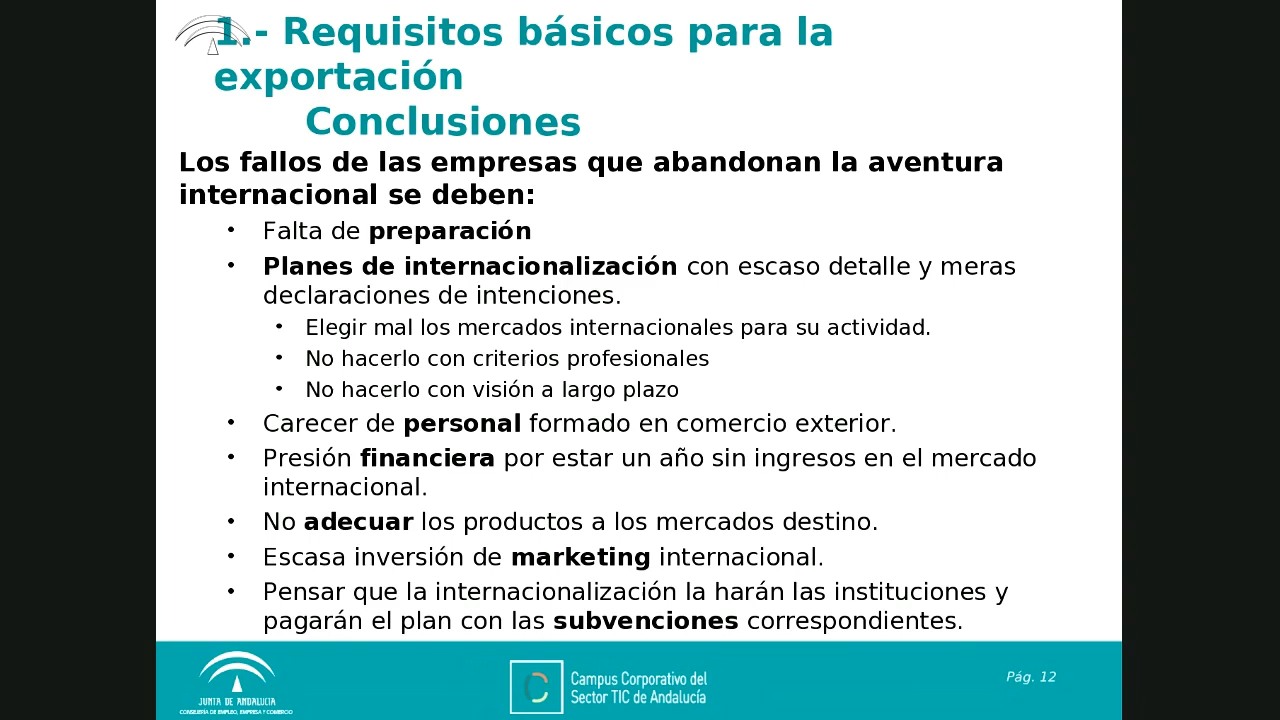 1.- Requisitos básicos para la
exportación
Conclusiones
Los fallos de las empresas que abandonan la aventura
internacional se deben:
• Falta de preparación
• Planes de internacionalización con escaso detalle y meras
declaraciones de intenciones.
• Elegir mal los mercados internacionales para su actividad.
• No hacerlo con criterios profesionales
• No hacerlo con visión a largo plazo
• Carecer de personal formado en comercio exterior.
• Presión financiera por estar un año sin ingresos en el mercado
internacional.
• No adecuar los productos a los mercados destino.
• Escasa inversión de marketing internacional.
• Pensar que la internacionalización la harán las instituciones y
pagarán el plan con las subvenciones correspondientes.
JUNTA DE ANDALUCIA
CONSEJERÍA DE EMPLEO, EMPRESA Y COMERCIO
Campus Corporativo del
Sector TIC de Andalucía
Pág. 12